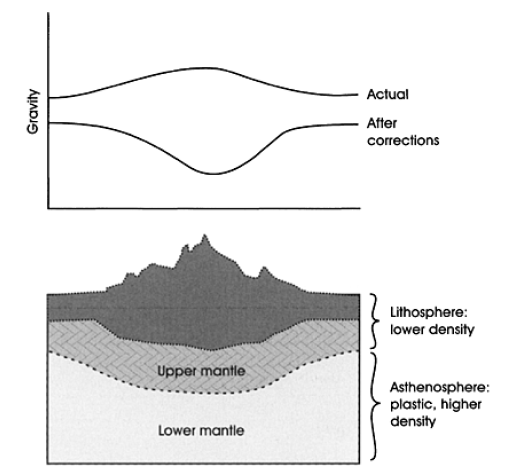 Gravity
Actual
After
corrections
Lithosphere:
lower density
Upper mantle
Asthenosphere:
plastic, higher
density
Lower mantle